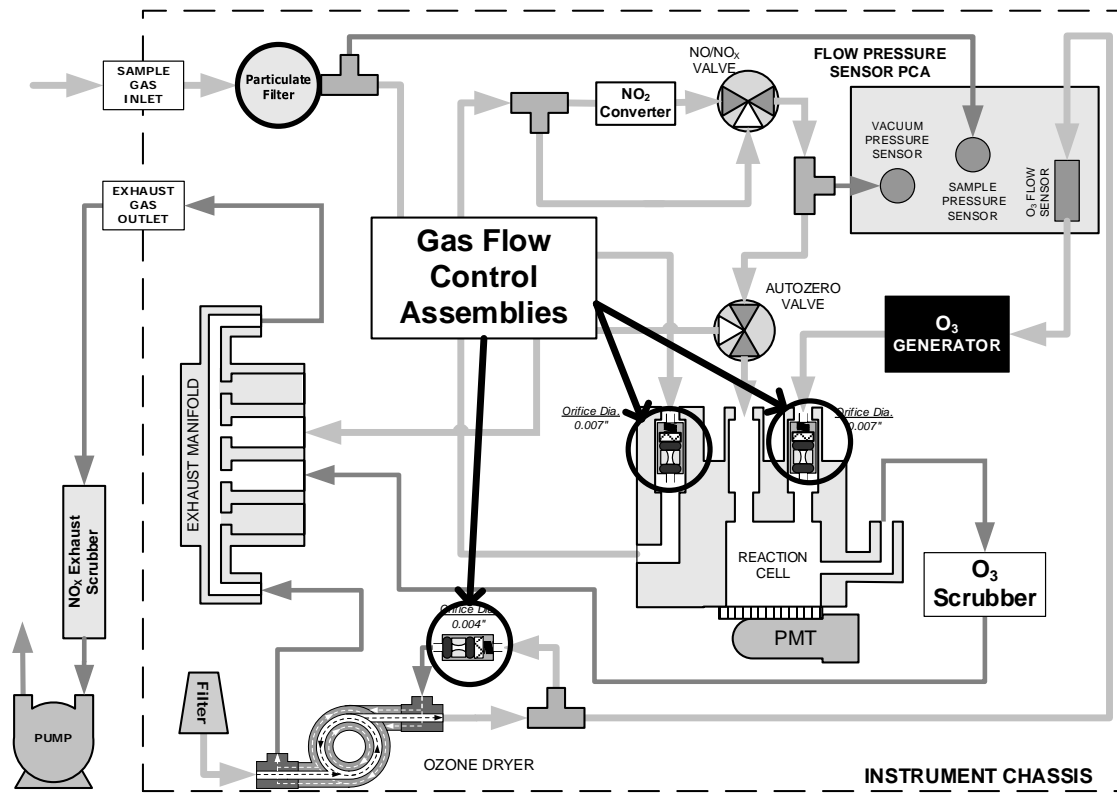 SAMPLE
GAS
INLET
Particulate
Filter
NO/NOX
VALVE
FLOW PRESSURE
SENSOR PCA
NO2
Converter
VACUUM
PRESSURE
SENSOR
SAMPLE
PRESSURE
SENSOR
O3 FLOW
SENSOR
EXHAUST
GAS
OUTLET
Gas Flow
Control
Assemblies
AUTOZERO
VALVE
O3
GENERATOR
EXHAUST MANIFOLD
Orifice Dia.
0.007"
Orifice Dia.
0.007"
NOX Exhaust
Scrubber
REACTION
CELL
O3
Scrubber
PMT
Orifice Dia.
0.004"
Filter
PUMP
OZONE DRYER
INSTRUMENT CHASSIS